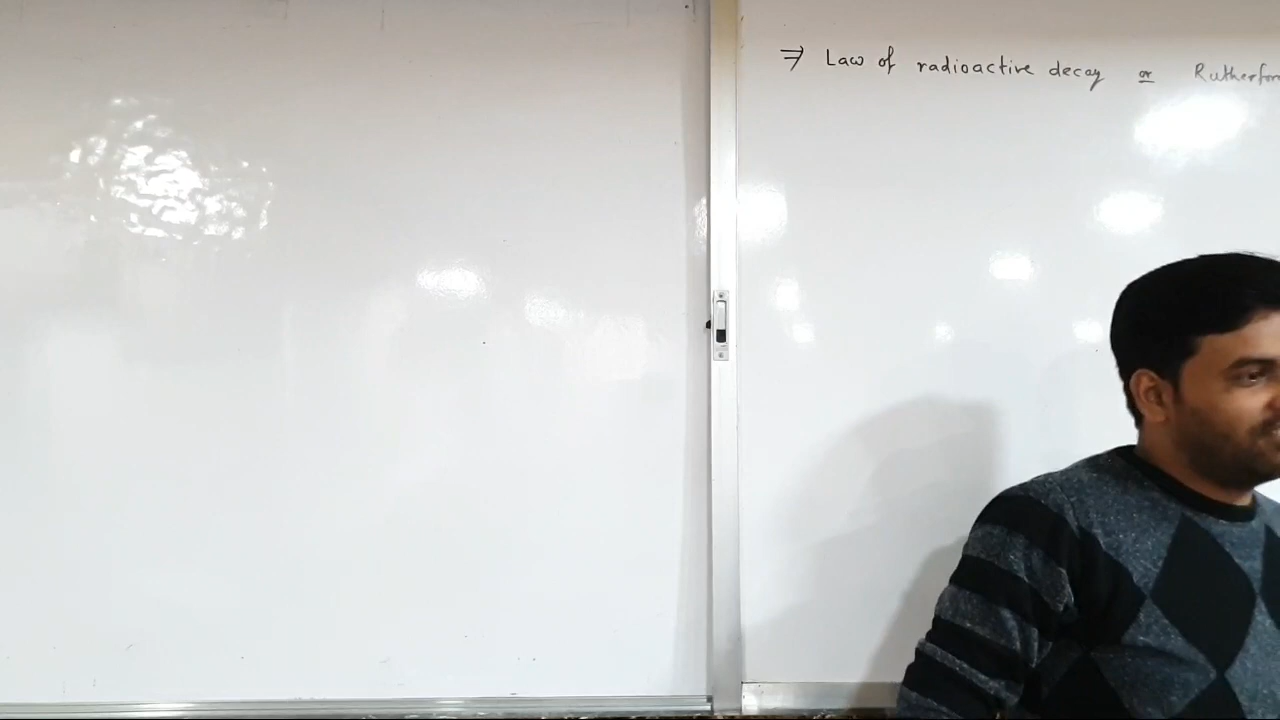 ⇒ Law of radioactive decay or